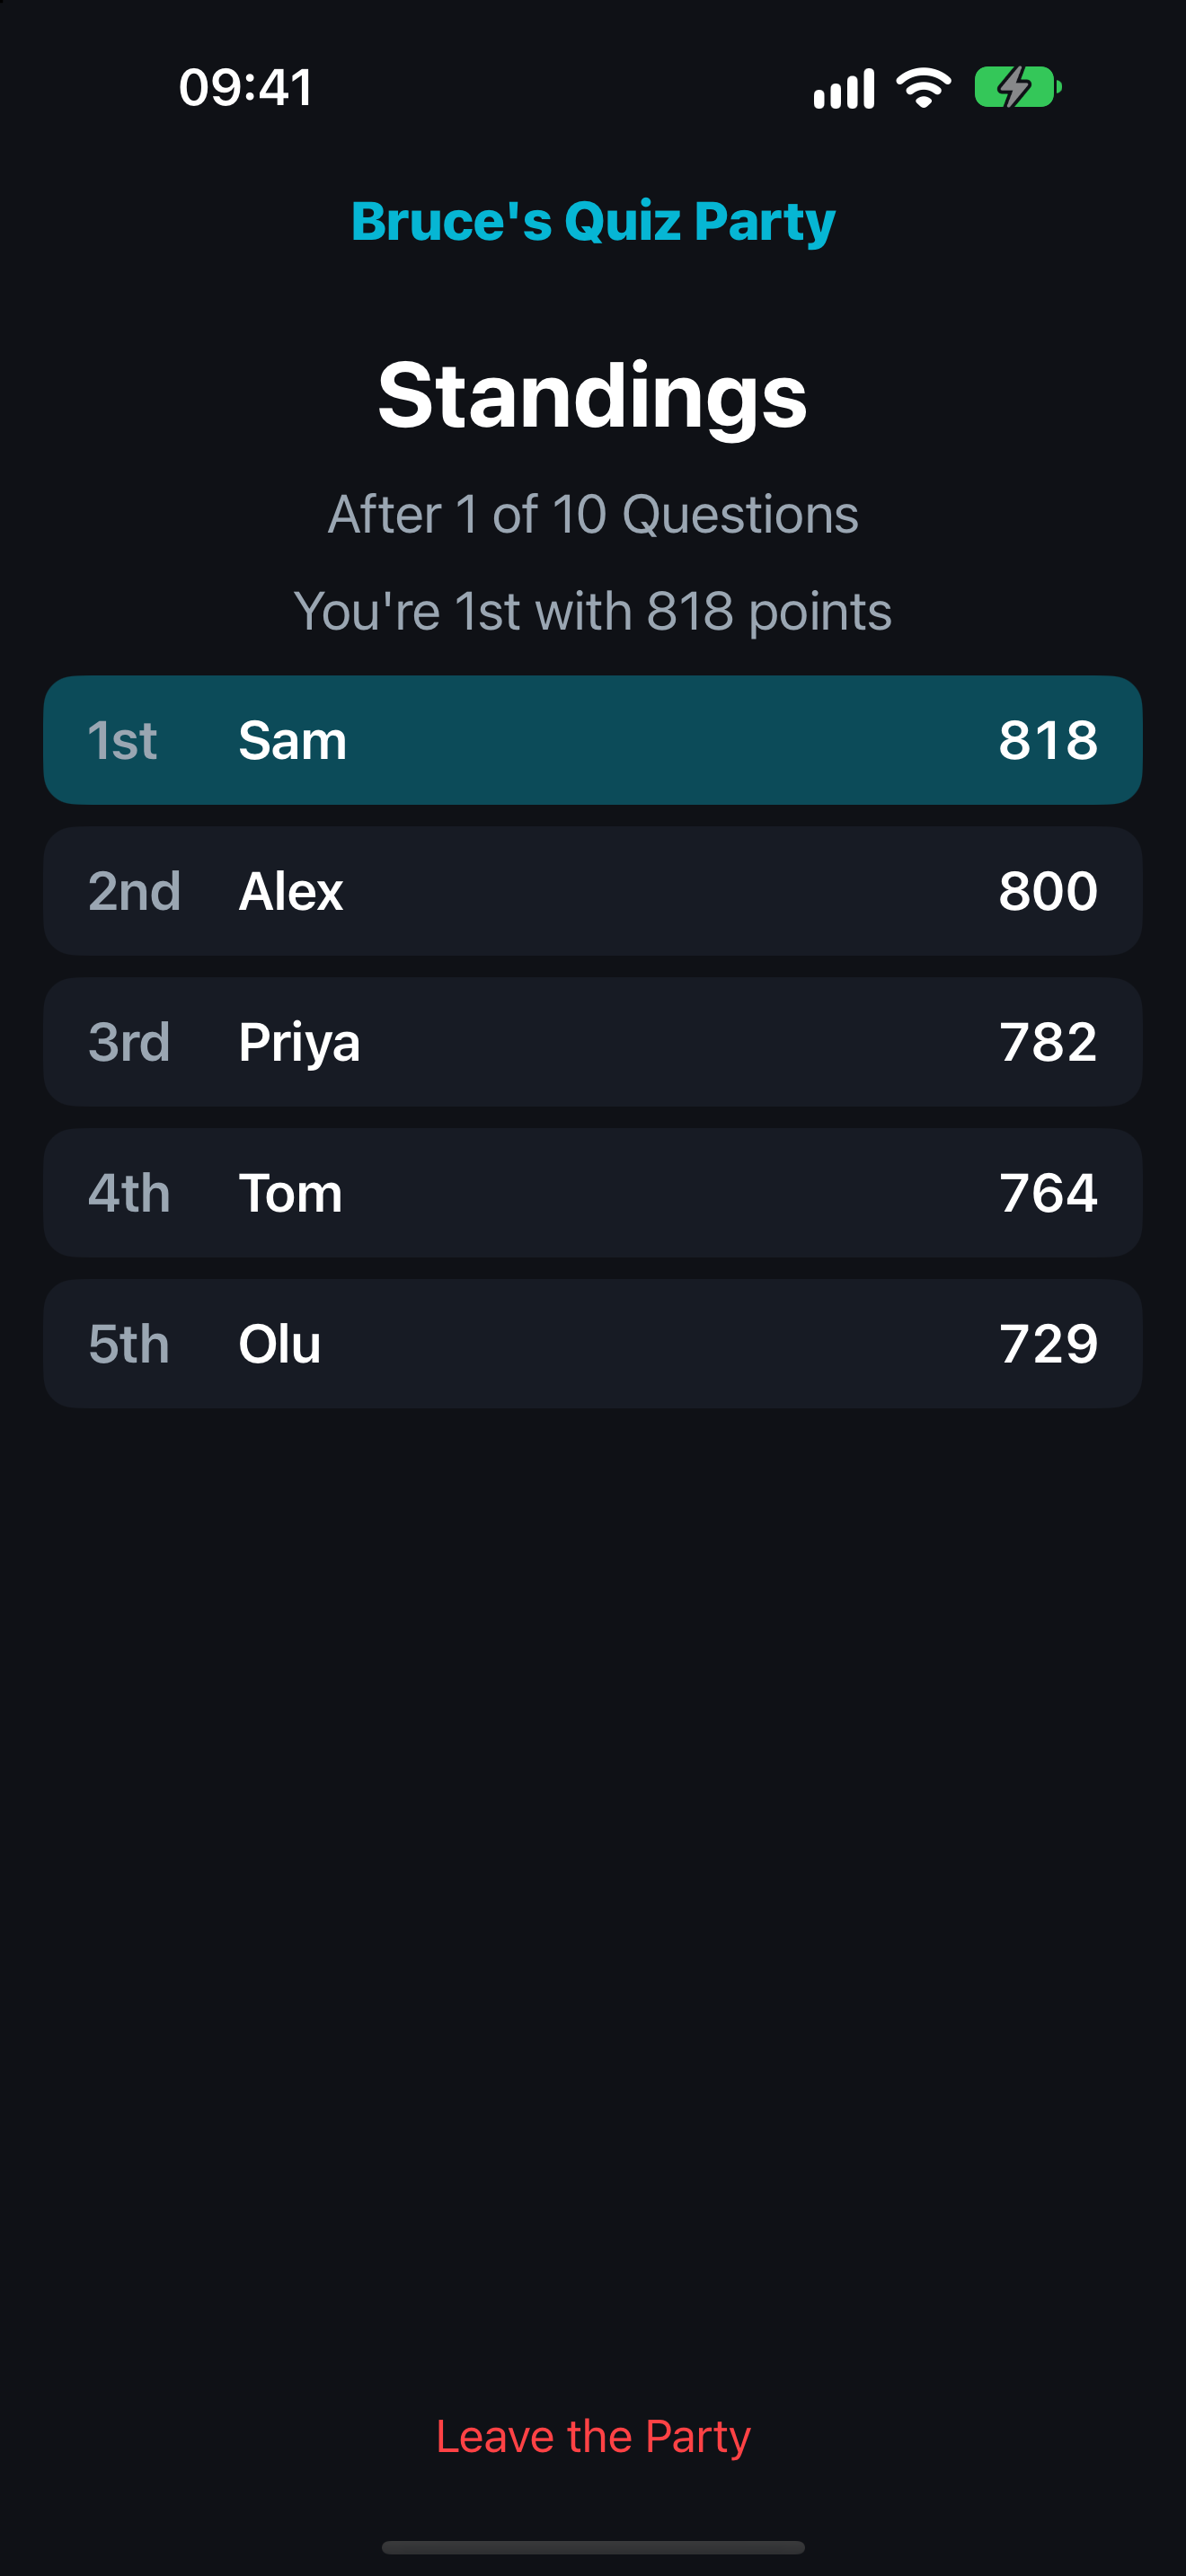 09:41
Bruce's Quiz Party
Standings
After 1 of 10 Questions
You're 1st with 818 points
1st Sam 818
2nd Alex 800
3rd Priya 782
4th Tom 764
5th Olu 729
Leave the Party